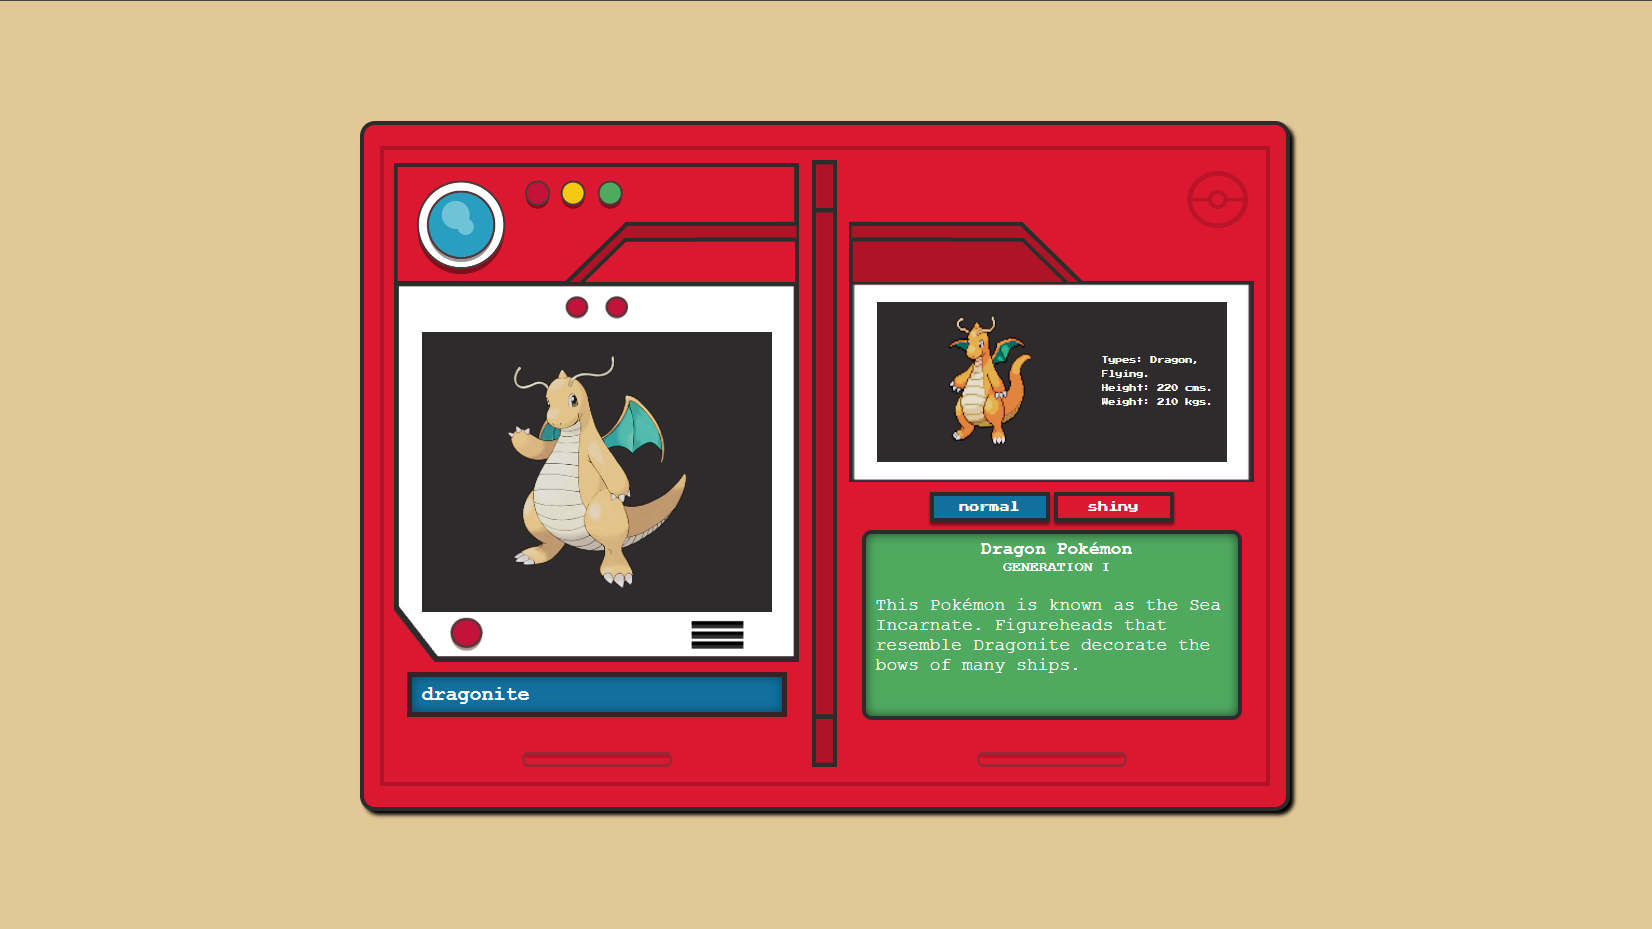 dragonite
Types: Dragon,
Flying.
Height: 220 cms.
Weight: 210 kgs.
normal
shiny
Dragon Pokémon
GENERATION I
This Pokémon is known as the Sea
Incarnate. Figureheads that
resemble Dragonite decorate the
bows of many ships.